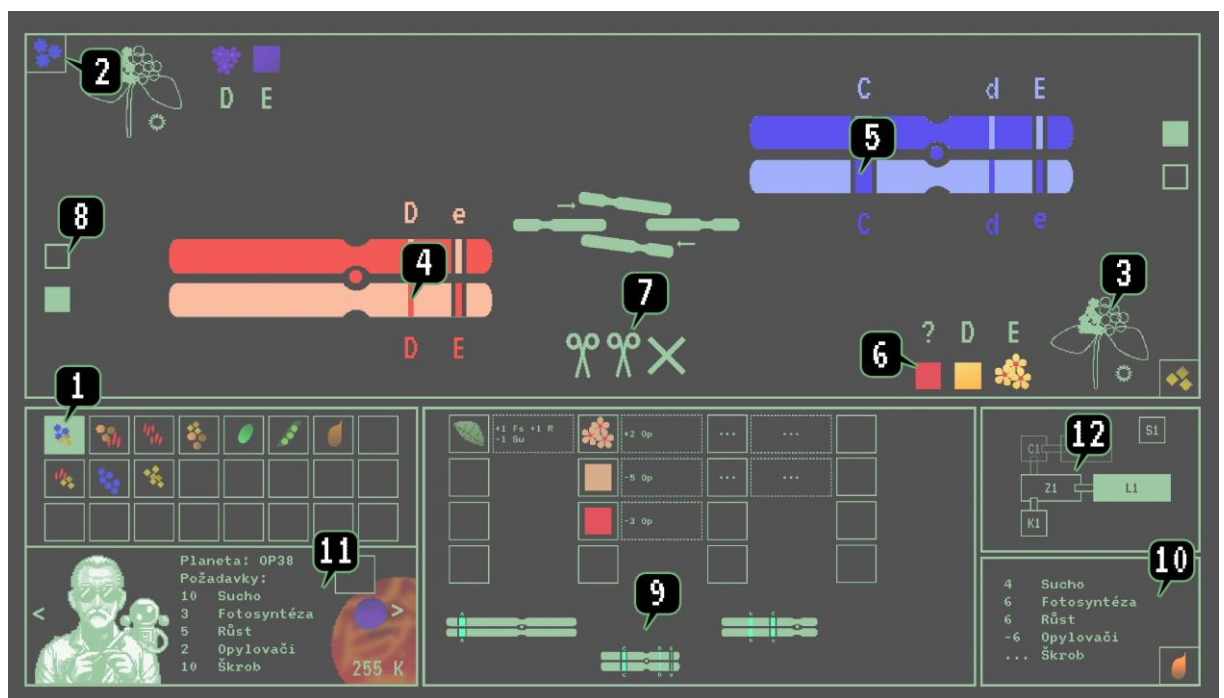 2
D E
C d E
5
C d e
8
D e
4
D E
7
3
? D E
6
1
+1 Fs +1 R
-1 Su
+2 Op
... ...
-5 Op
... ...
-3 Op
12
S1
C1
Z1
L1
K1
11
Planeta: OP38
Požadavky:
10 Sucho
3 Fotosyntéza
5 Růst
2 Opylovači
10 Škrob
< >
255 K
9
10
4 Sucho
6 Fotosyntéza
6 Růst
-6 Opylovači
... Škrob